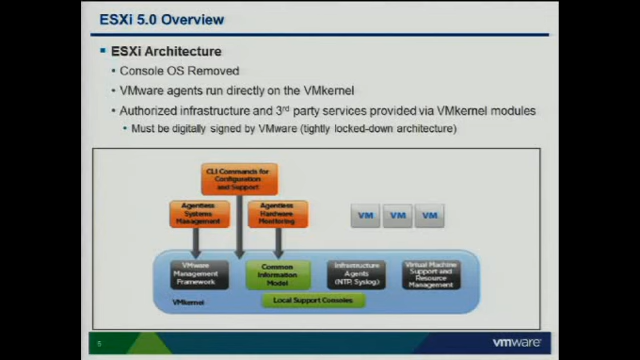 ESXi 5.0 Overview
ESXi Architecture
Console OS Removed
VMware agents run directly on the VMkernel
Authorized infrastructure and 3rd party services provided via VMkernel modules
Must be digitally signed by VMware (tightly locked-down architecture)
CLI Commands for
Configuration
and Support
Agentless
Systems
Management
Agentless
Hardware
Monitoring
VM
VM
VM
VMware
Management
Framework
Common
Information
Model
Infrastructure
Agents
(NTP, Syslog)
Virtual Machine
Support and
Resource
Management
VMkernel
Local Support Consoles
5
vmware